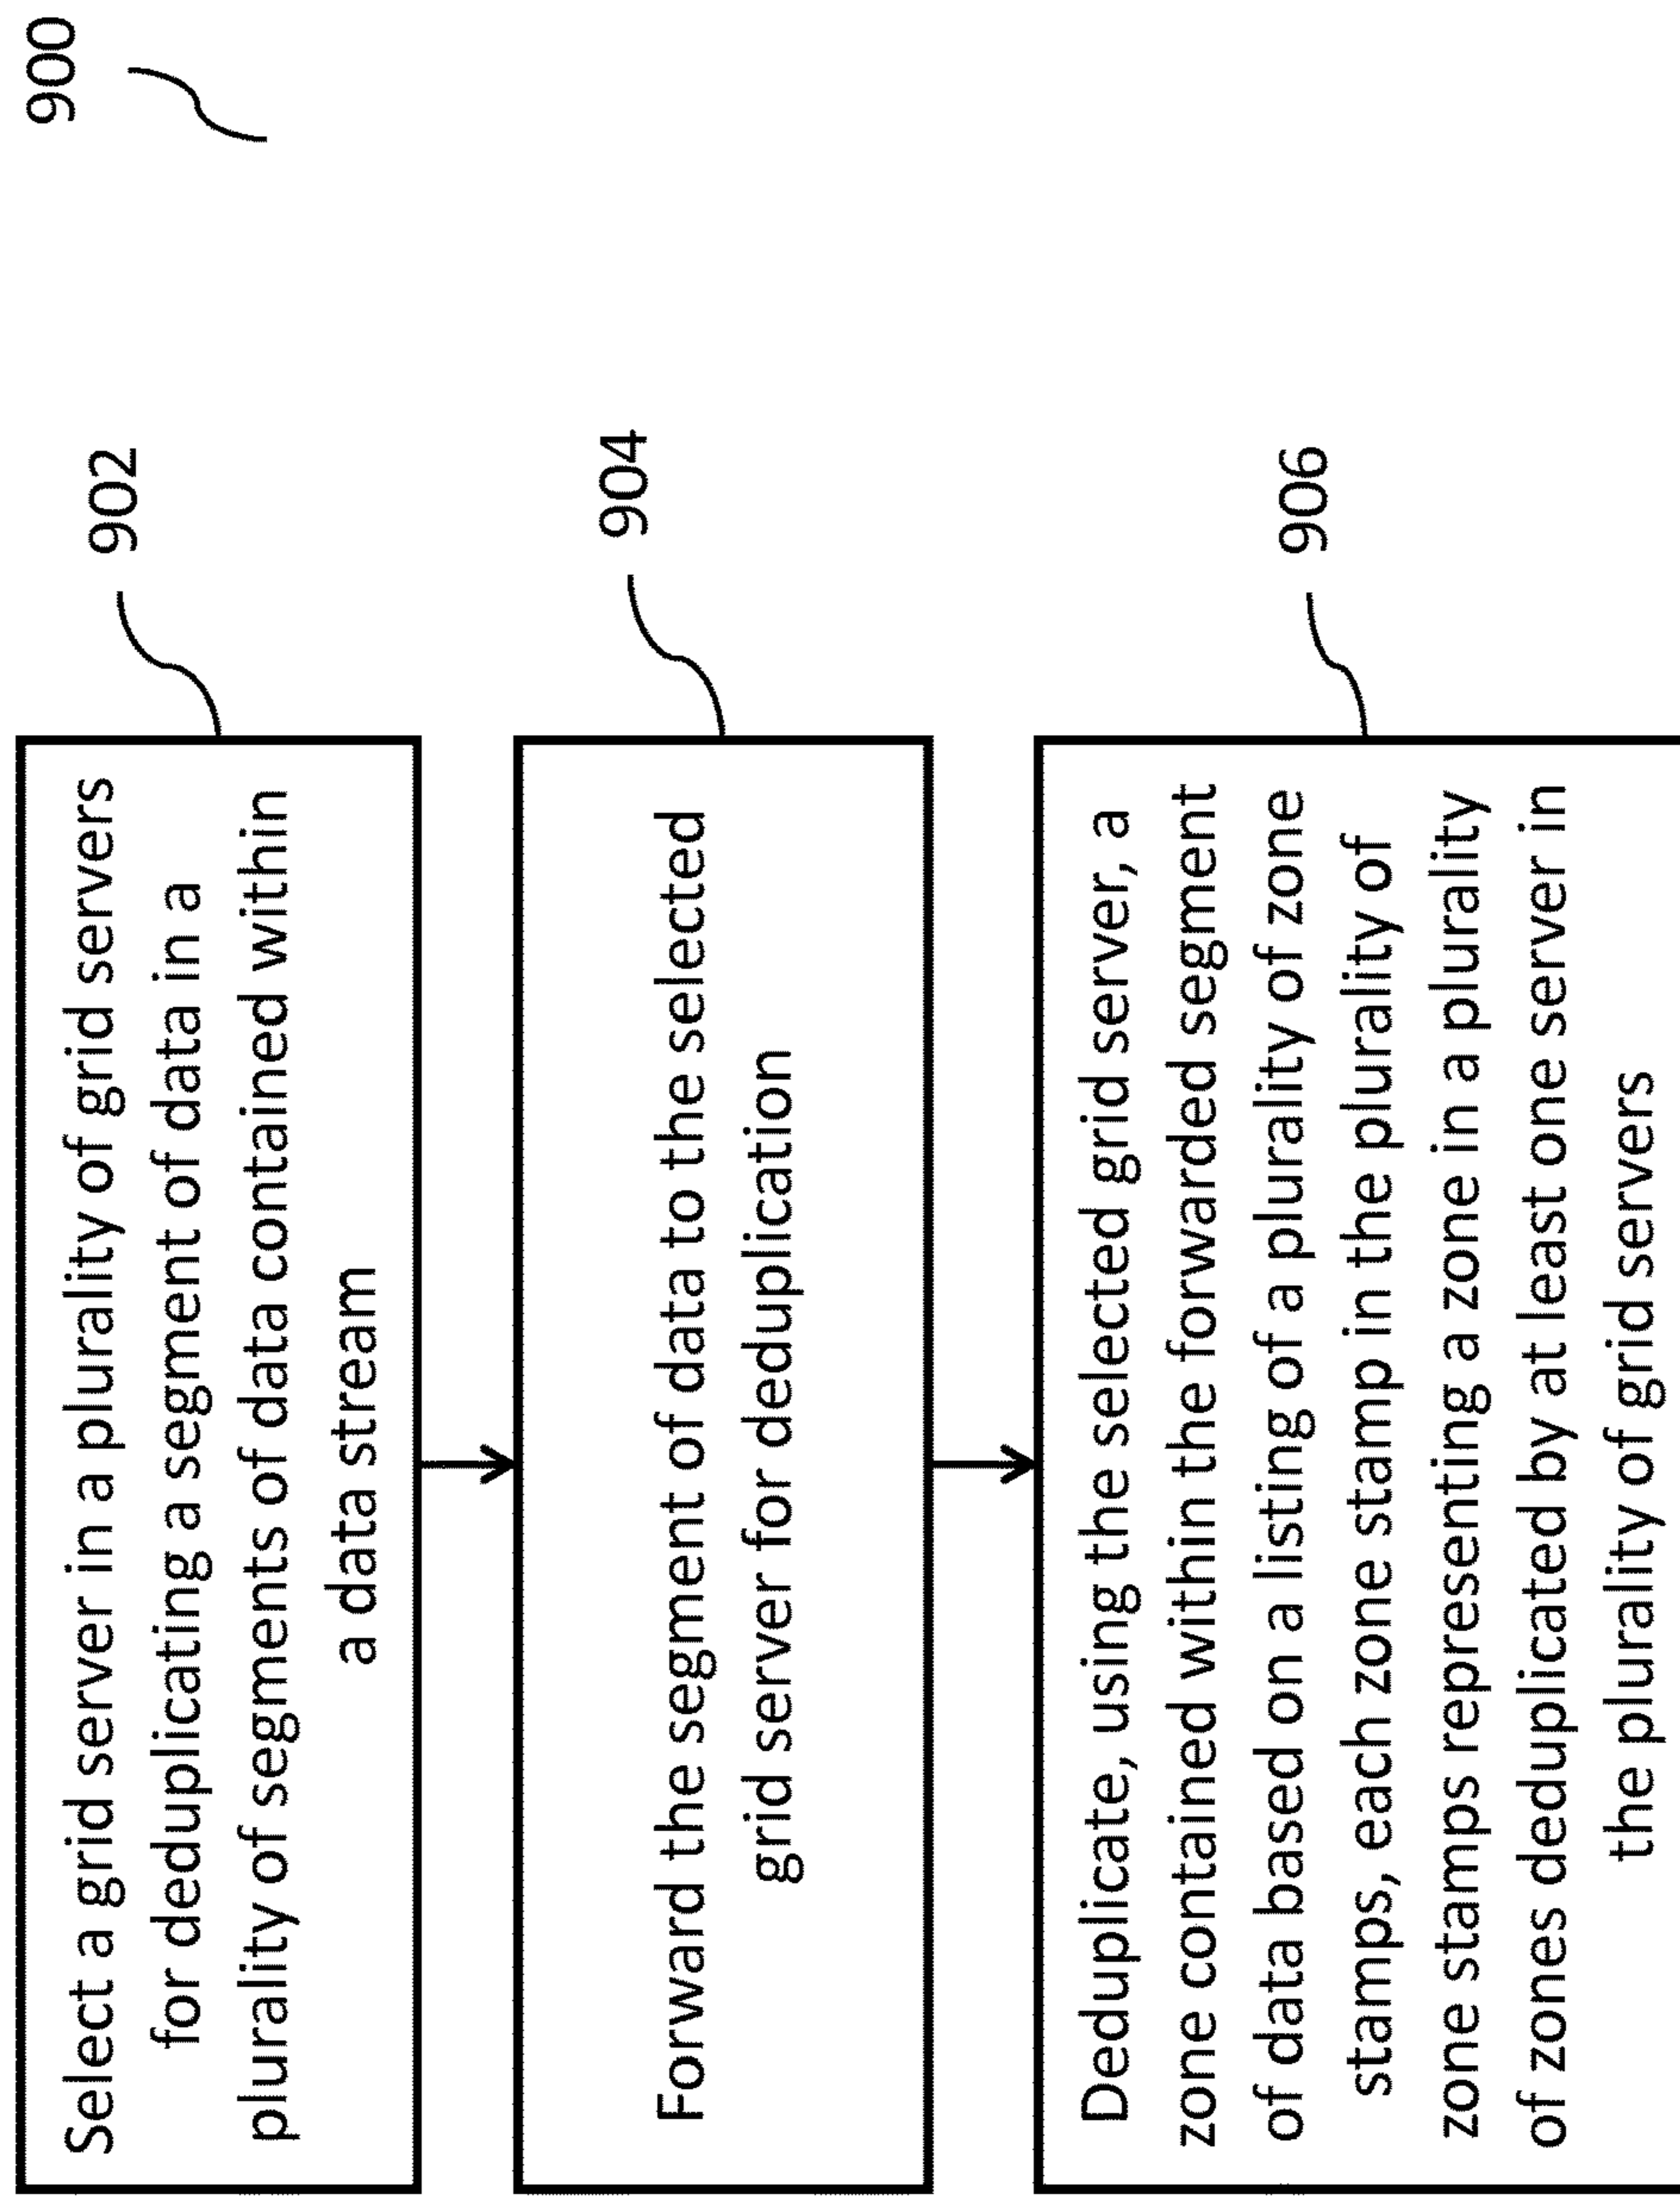 900
902
Select a grid server in a plurality of grid servers
for deduplicating a segment of data in a
plurality of segments of data contained within
a data stream
904
Forward the segment of data to the selected
grid server for deduplication
906
Deduplicate, using the selected grid server, a
zone contained within the forwarded segment
of data based on a listing of a plurality of zone
stamps, each zone stamp in the plurality of
zone stamps representing a zone in a plurality
of zones deduplicated by at least one server in
the plurality of grid servers